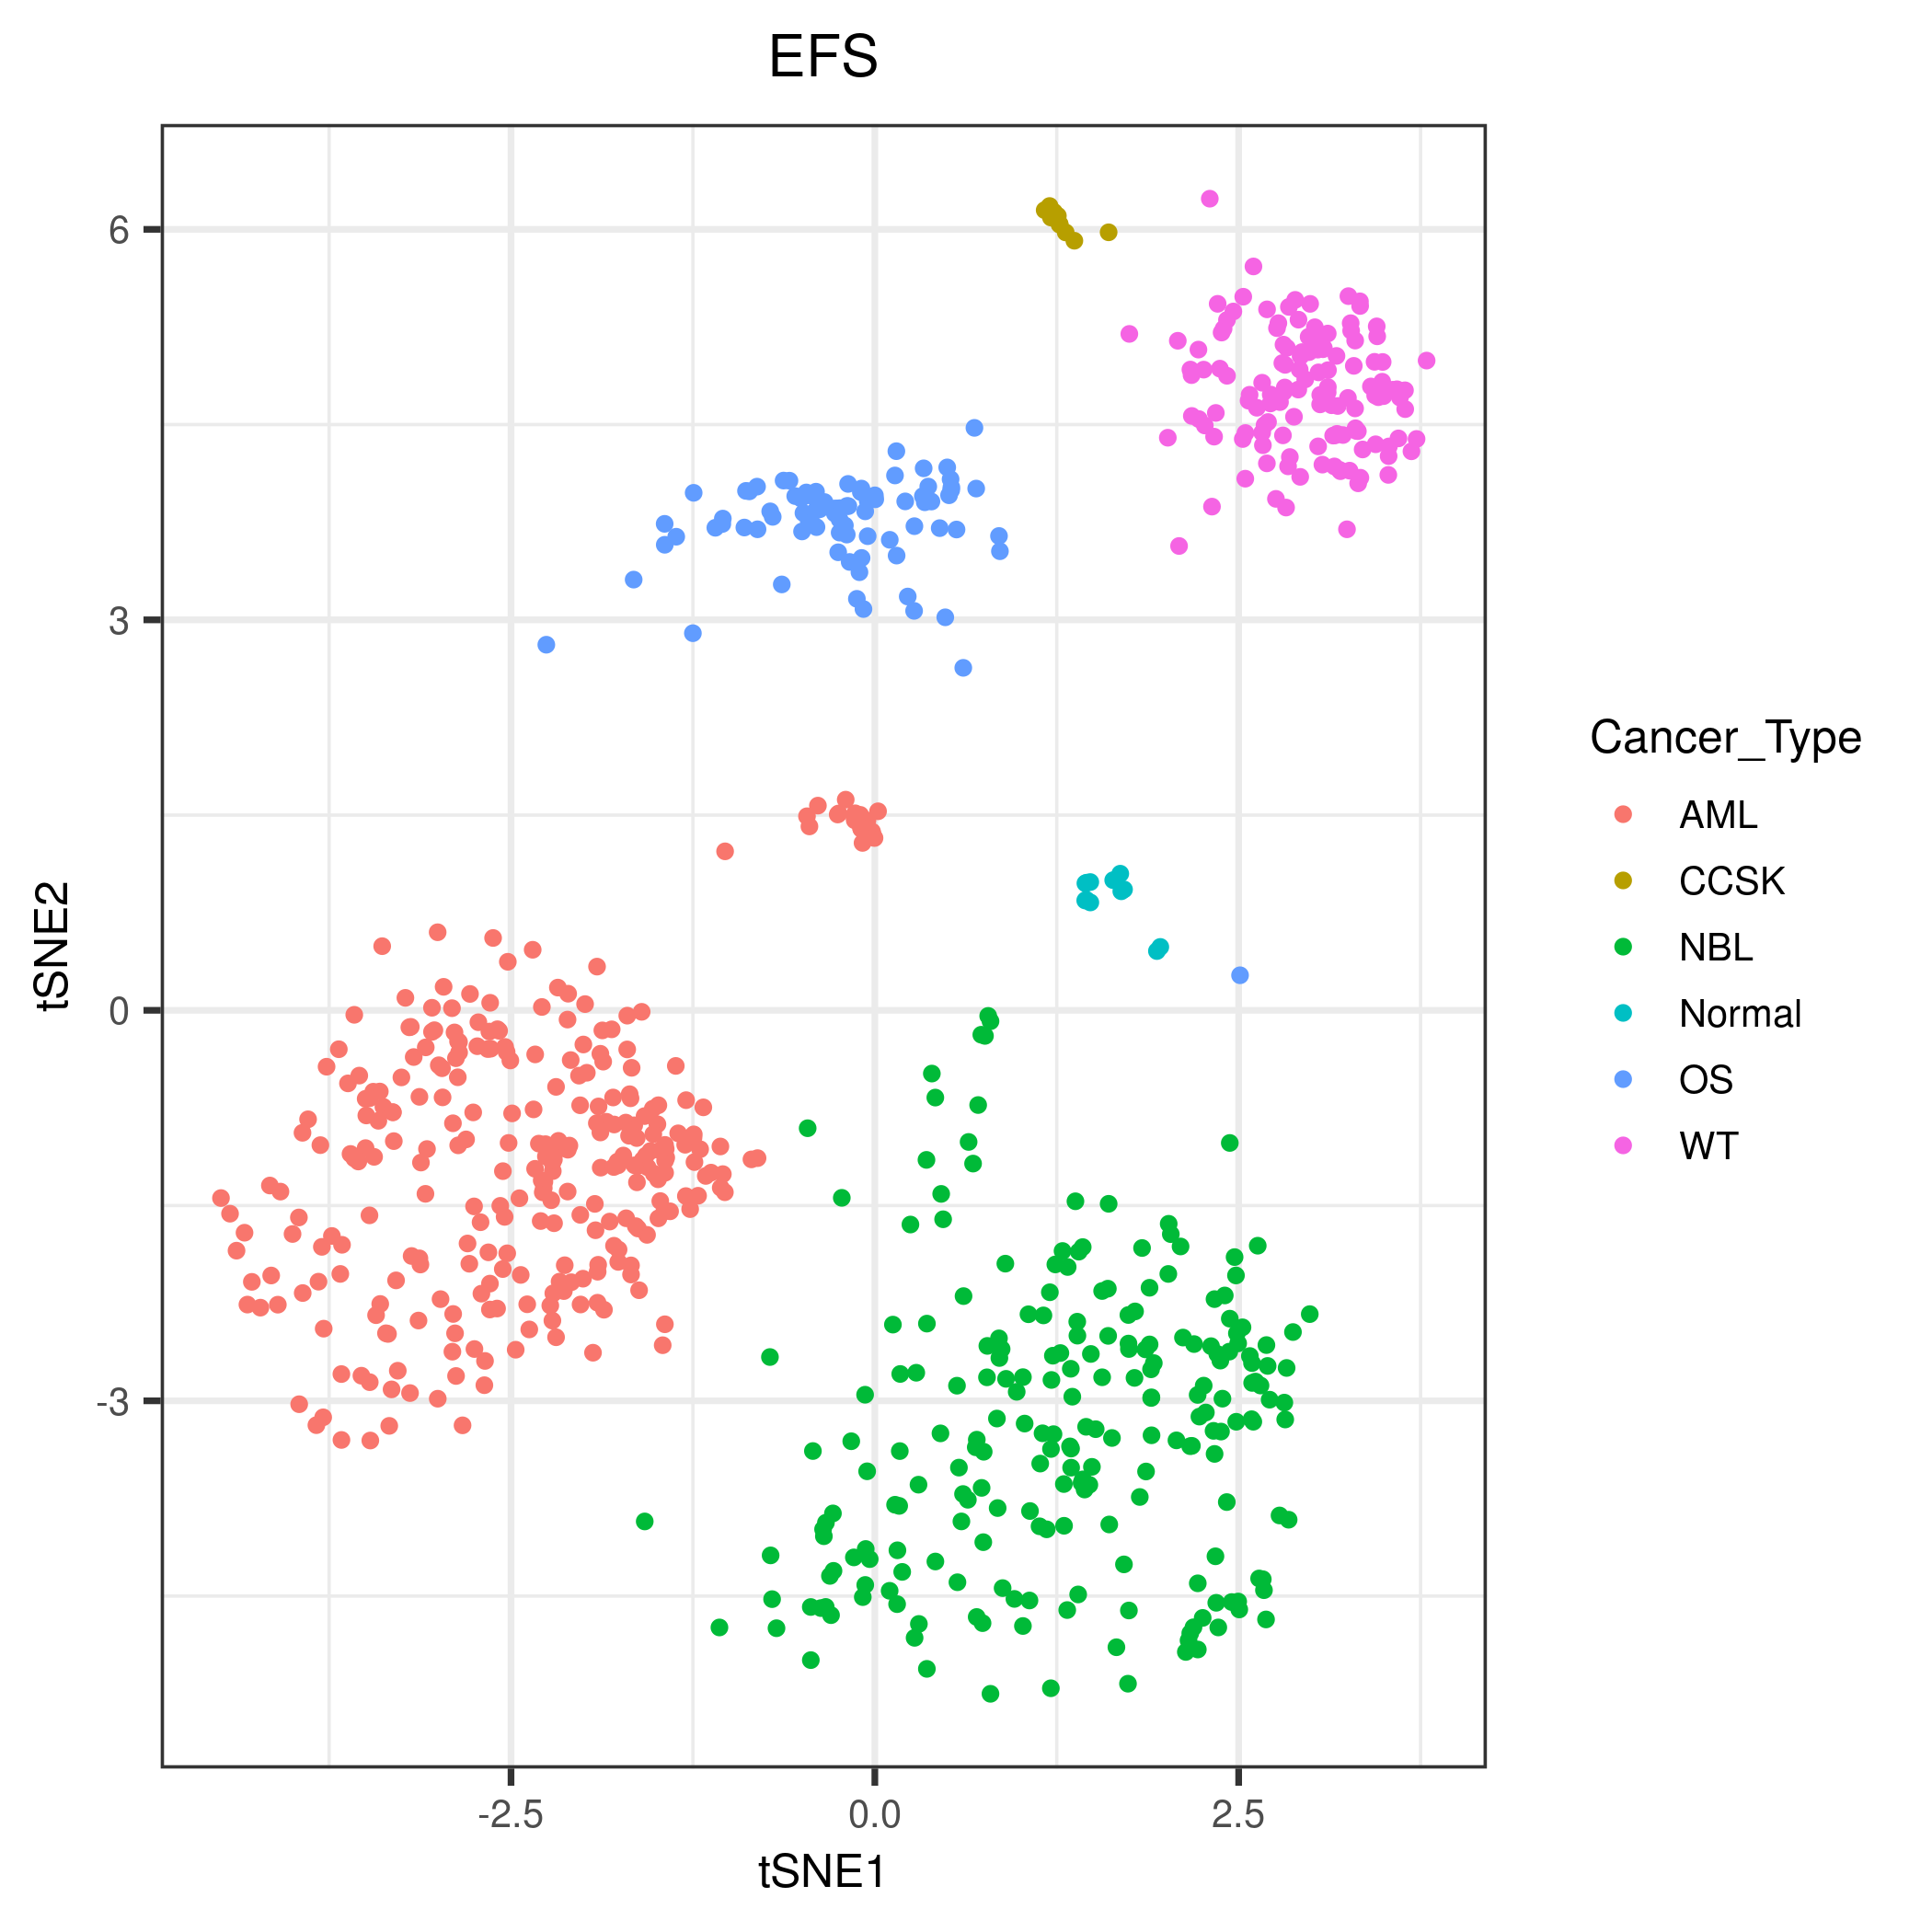 EFS
6
3
0
-3
tSNE2
-2.5
0.0
2.5
tSNE1
Cancer_Type
AML
CCSK
NBL
Normal
OS
WT